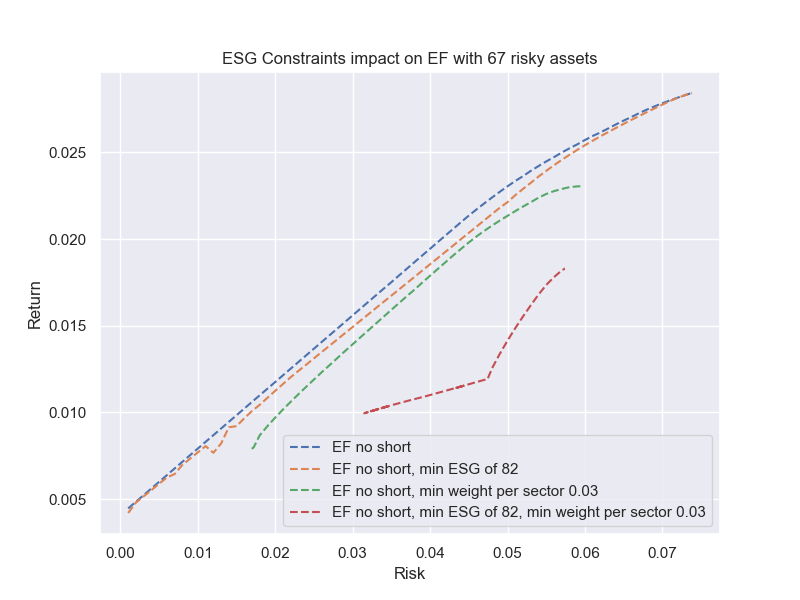 ESG Constraints impact on EF with 67 risky assets
0.025
0.020
0.015
0.010
0.005
Return
EF no short
EF no short, min ESG of 82
EF no short, min weight per sector 0.03
EF no short, min ESG of 82, min weight per sector 0.03
0.00 0.01 0.02 0.03 0.04 0.05 0.06 0.07
Risk